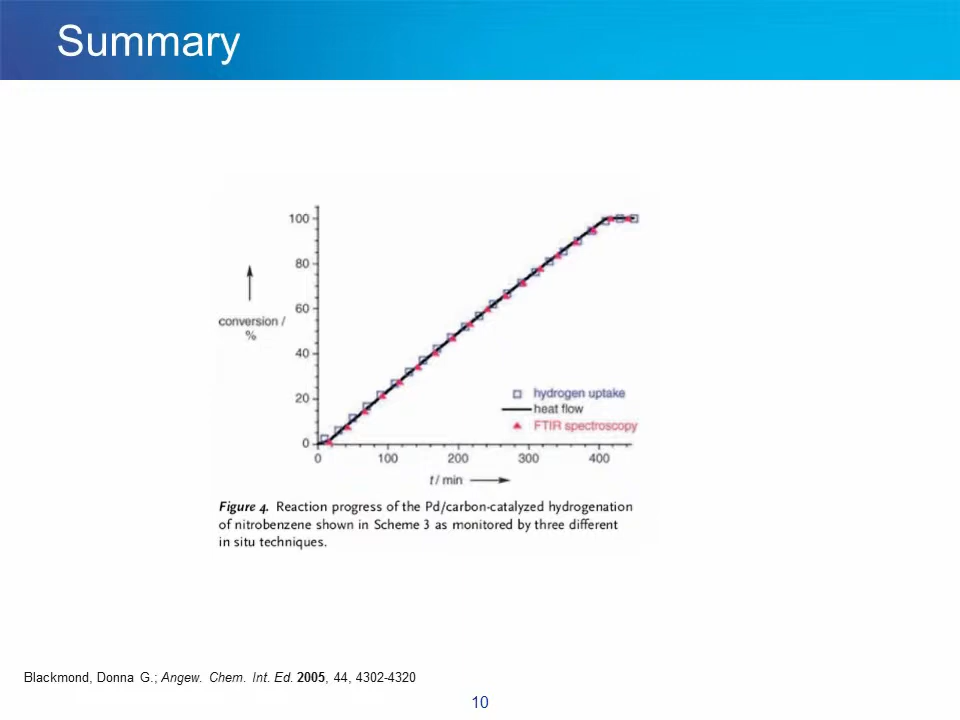 Summary
100
80
60
40
20
0
conversion /
%
0 100 200 300 400
t / min
hydrogen uptake
heat flow
FTIR spectroscopy
Figure 4. Reaction progress of the Pd/carbon-catalyzed hydrogenation
of nitrobenzene shown in Scheme 3 as monitored by three different
in situ techniques.
Blackmond, Donna G.; Angew. Chem. Int. Ed. 2005, 44, 4302-4320
10